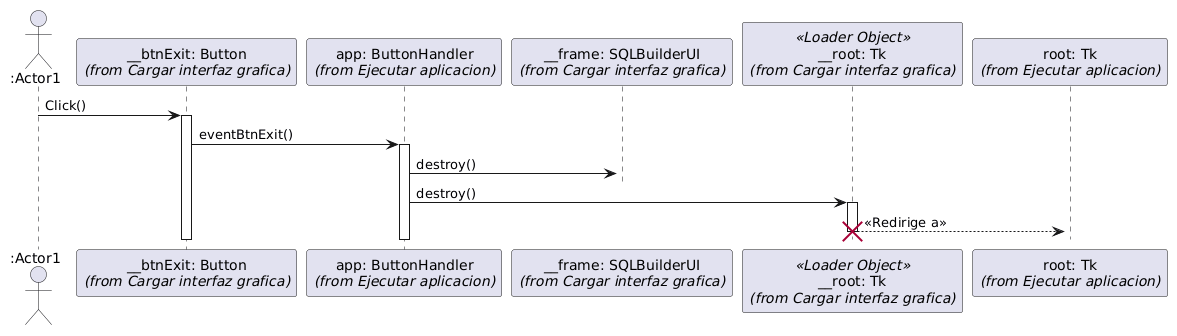 :Actor1
__btnExit: Button
(from Cargar interfaz grafica)
app: ButtonHandler
(from Ejecutar aplicacion)
__frame: SQLBuilderUI
(from Cargar interfaz grafica)
«Loader Object»
__root: Tk
(from Cargar interfaz grafica)
root: Tk
(from Ejecutar aplicacion)
Click()
eventBtnExit()
destroy()
destroy()
«Redirige a»
:Actor1
__btnExit: Button
(from Cargar interfaz grafica)
app: ButtonHandler
(from Ejecutar aplicacion)
__frame: SQLBuilderUI
(from Cargar interfaz grafica)
«Loader Object»
__root: Tk
(from Cargar interfaz grafica)
root: Tk
(from Ejecutar aplicacion)